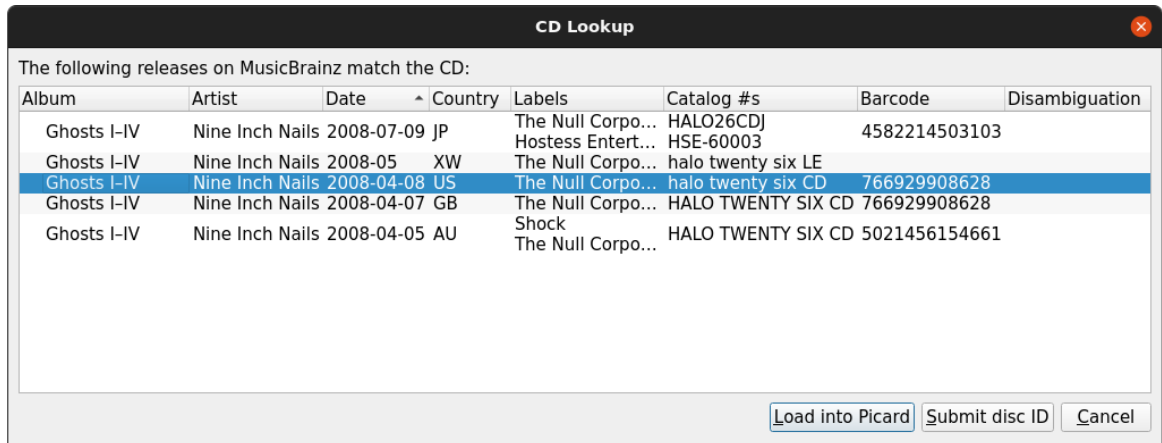 CD Lookup
The following releases on MusicBrainz match the CD:
Album Artist Date Country Labels Catalog #s Barcode Disambiguation
Ghosts I–IV Nine Inch Nails 2008-07-09 JP The Null Corpo... HALO26CDJ 4582214503103
Hostess Entert... HSE-60003
Ghosts I–IV Nine Inch Nails 2008-05 XW The Null Corpo... halo twenty six LE
Ghosts I–IV Nine Inch Nails 2008-04-08 US The Null Corpo... halo twenty six CD 766929908628
Ghosts I–IV Nine Inch Nails 2008-04-07 GB The Null Corpo... HALO TWENTY SIX CD 766929908628
Ghosts I–IV Nine Inch Nails 2008-04-05 AU Shock HALO TWENTY SIX CD 5021456154661
The Null Corpo...
Load into Picard Submit disc ID Cancel